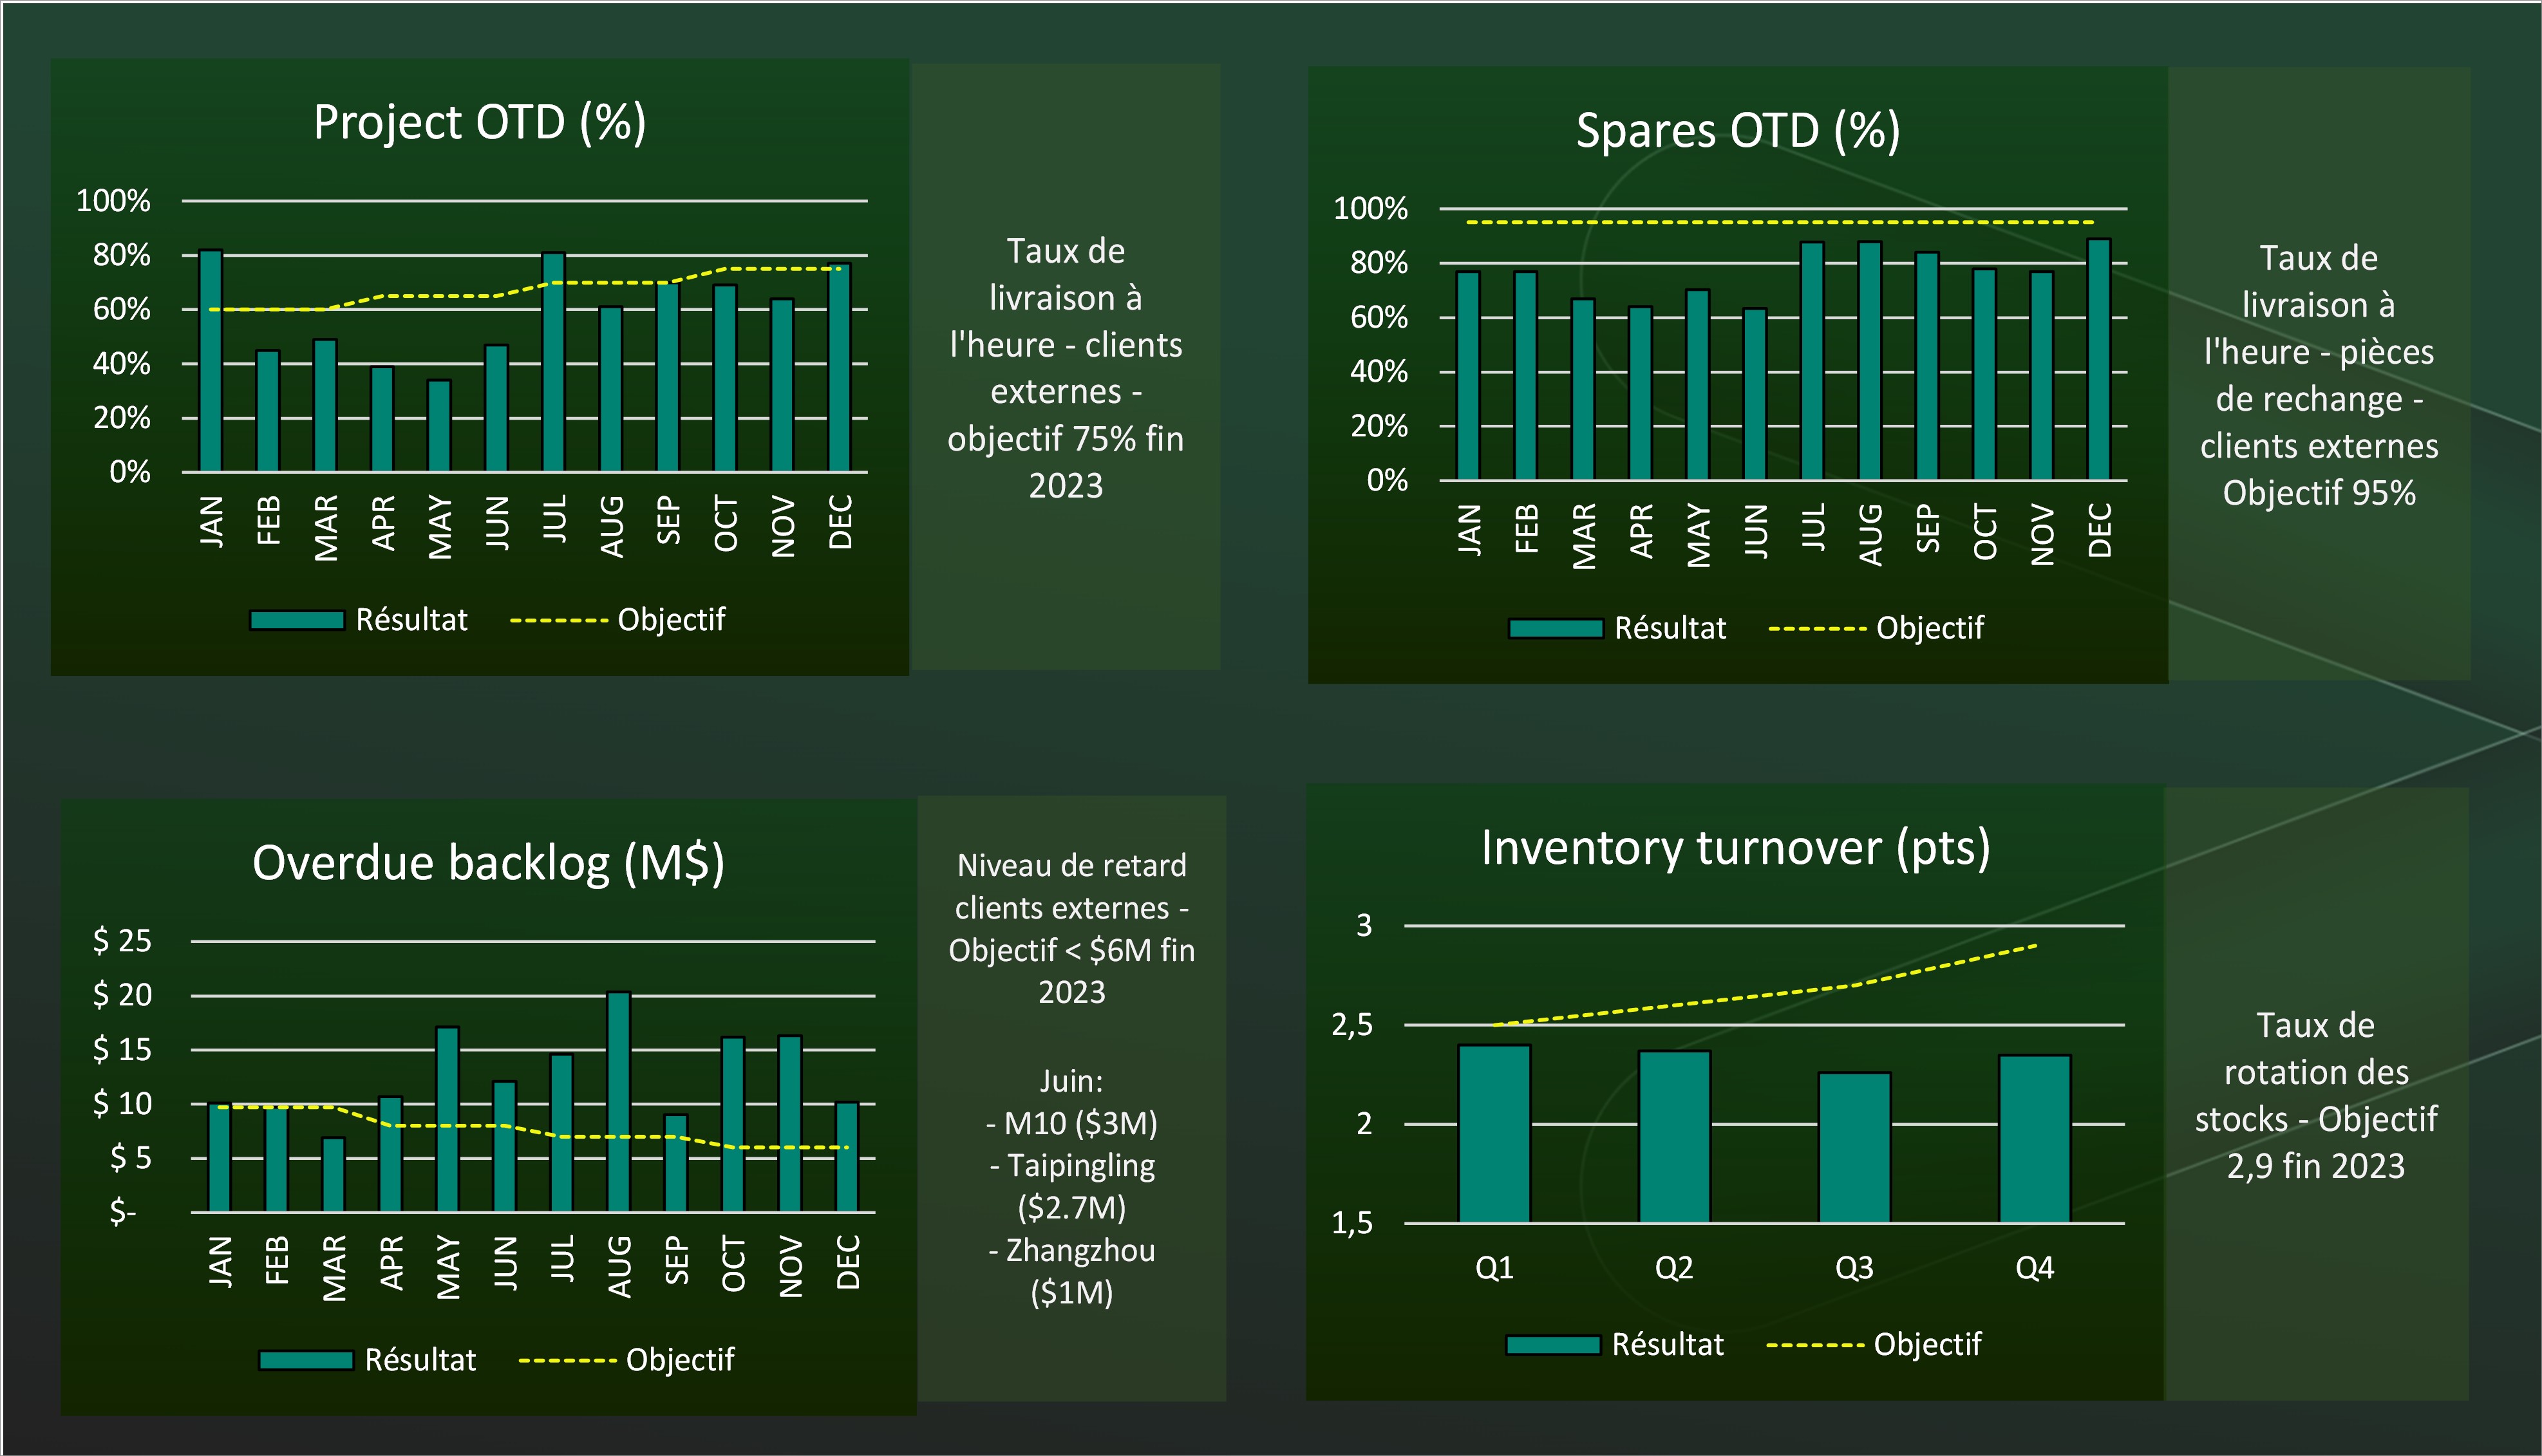 Project OTD (%)
100%
80%
60%
40%
20%
0%
JAN
FEB
MAR
APR
MAY
JUN
JUL
AUG
SEP
OCT
NOV
DEC
Résultat
Objectif
Taux de
livraison à
l'heure - clients
externes -
objectif 75% fin
2023
Spares OTD (%)
100%
80%
60%
40%
20%
0%
JAN
FEB
MAR
APR
MAY
JUN
JUL
AUG
SEP
OCT
NOV
DEC
Résultat
Objectif
Taux de
livraison à
l'heure - pièces
de rechange -
clients externes
Objectif 95%
Overdue backlog (M$)
$ 25
$ 20
$ 15
$ 10
$ 5
$-
JAN
FEB
MAR
APR
MAY
JUN
JUL
AUG
SEP
OCT
NOV
DEC
Résultat
Objectif
Niveau de retard
clients externes -
Objectif < $6M fin
2023
Juin:
- M10 ($3M)
- Taipingling
($2.7M)
- Zhangzhou
($1M)
Inventory turnover (pts)
3
2,5
2
1,5
Q1
Q2
Q3
Q4
Résultat
Objectif
Taux de
rotation des
stocks - Objectif
2,9 fin 2023